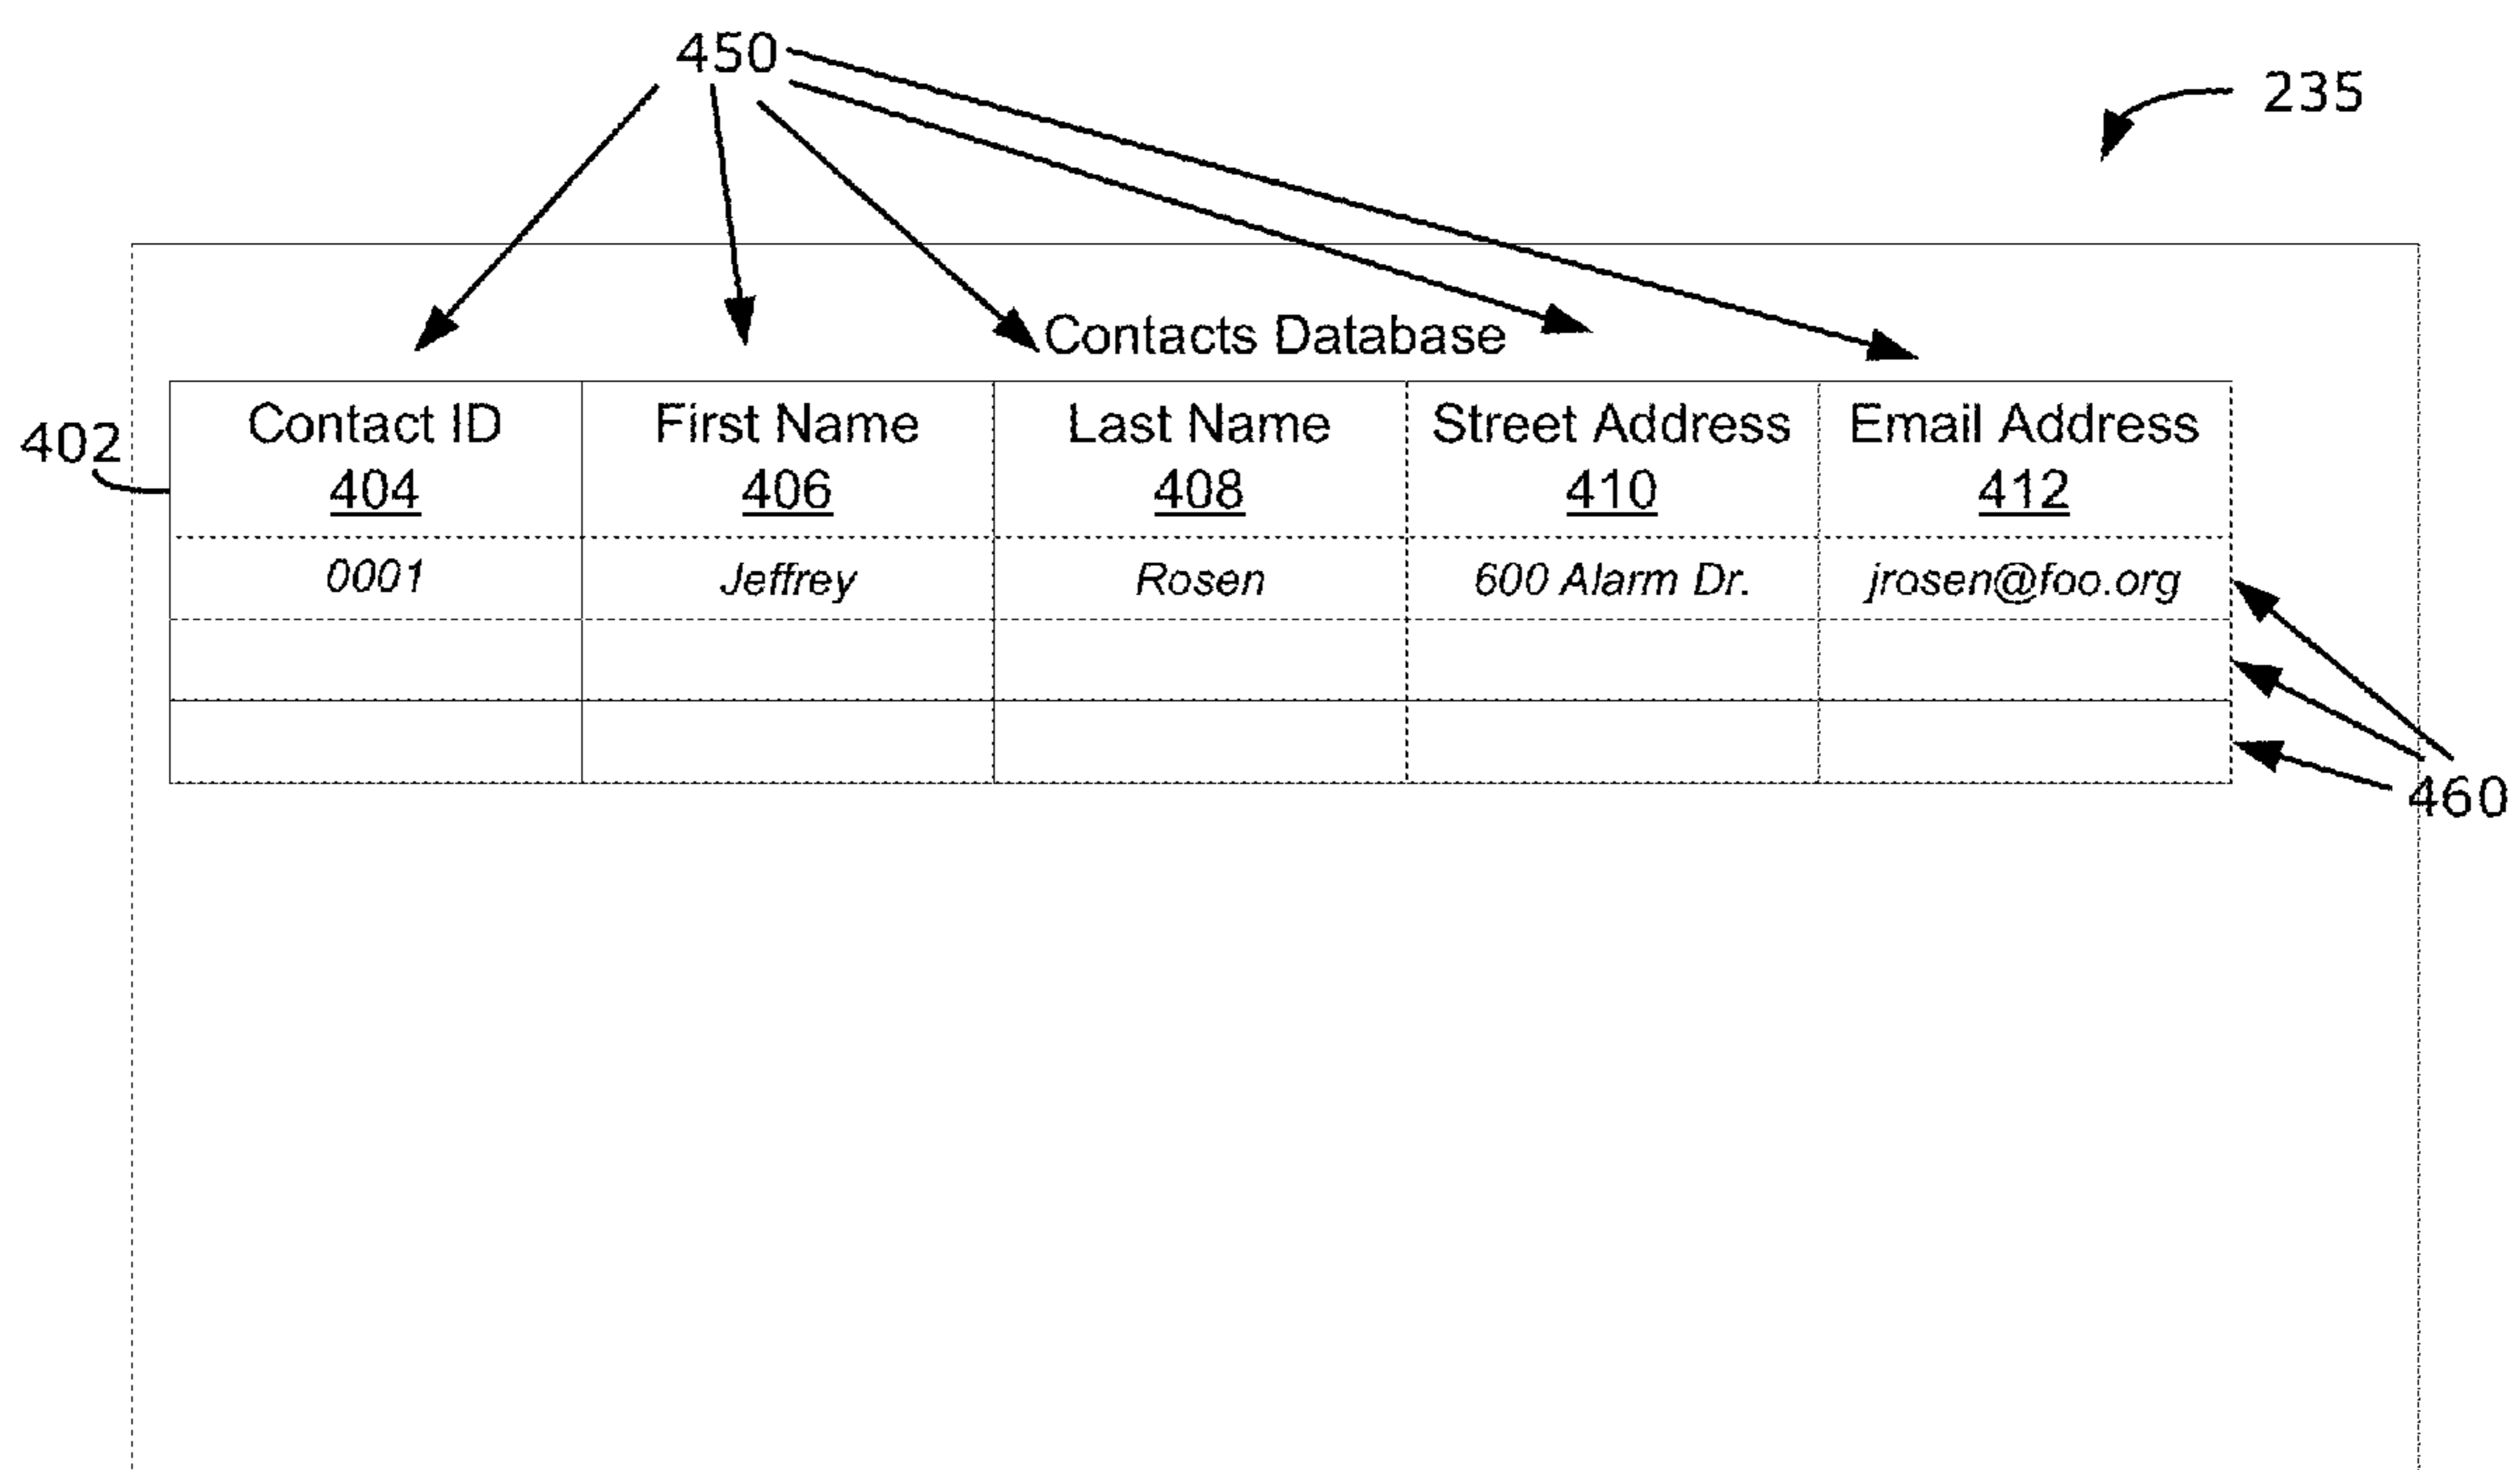 450
235
Contacts Database
402
Contact ID First Name Last Name Street Address Email Address
404 406 408 410 412
0001 Jeffrey Rosen 600 Alarm Dr. jrosen@foo.org
460